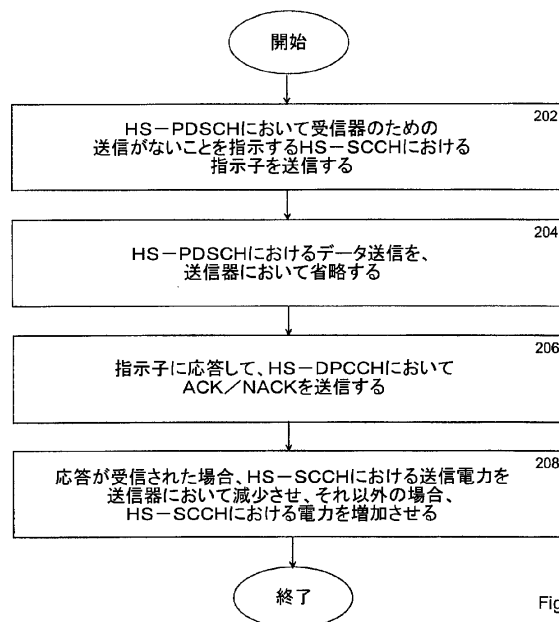 開始
202
HS-PDSCHにおいて受信器のための
送信がないことを指示するHS-SCCHにおける
指示子を送信する
204
HS-PDSCHにおけるデータ送信を、
送信器において省略する
206
指示子に応答して、HS-DPCCHにおいて
ACK/NACKを送信する
208
応答が受信された場合、HS-SCCHにおける送信電力を
送信器において減少させ、それ以外の場合、
HS-SCCHにおける電力を増加させる
終了
Fig